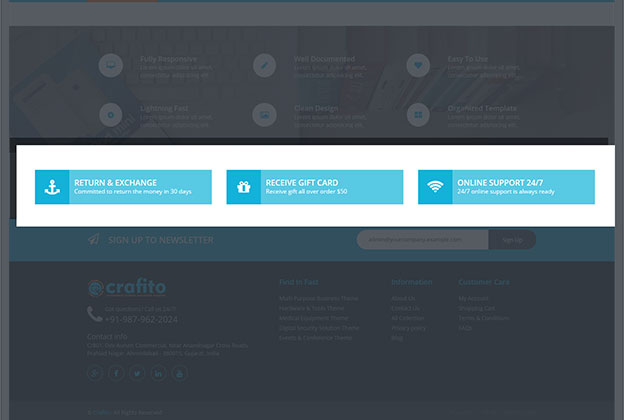 Fully Responsive
Lorem ipsum dolor sit amet,
consectetur adipiscing elit.
Well Documented
Lorem ipsum dolor sit amet,
consectetur adipiscing elit.
Easy To Use
Lorem ipsum dolor sit amet,
consectetur adipiscing elit.
Lightning Fast
Lorem ipsum dolor sit amet,
consectetur adipiscing elit.
Clean Design
Lorem ipsum dolor sit amet,
consectetur adipiscing elit.
Organized Template
Lorem ipsum dolor sit amet,
consectetur adipiscing elit.
RETURN & EXCHANGE
Committed to return the money in 30 days
RECEIVE GIFT CARD
Receive gift all over order $50
ONLINE SUPPORT 24/7
24/7 online support is always ready
SIGN UP TO NEWSLETTER
admin@yourcompany.example.com
Sign Up
crafito
Got questions? Call us 24/7!
+91-987-962-2024
Contact info
Ahmedabad - 380015, Gujarat, India
Find In Fast
Multi-Purpose Business Theme
Hardware & Tools Theme
Medical Equipment Theme
Digital Security Solution Theme
Events & Conference Theme
Information
About Us
Contact us
All Collection
Privacy policy
Blog
Customer Care
My Account
Shopping Cart
Terms & Conditions
FAQs
© Crafito. All Rights Reserved